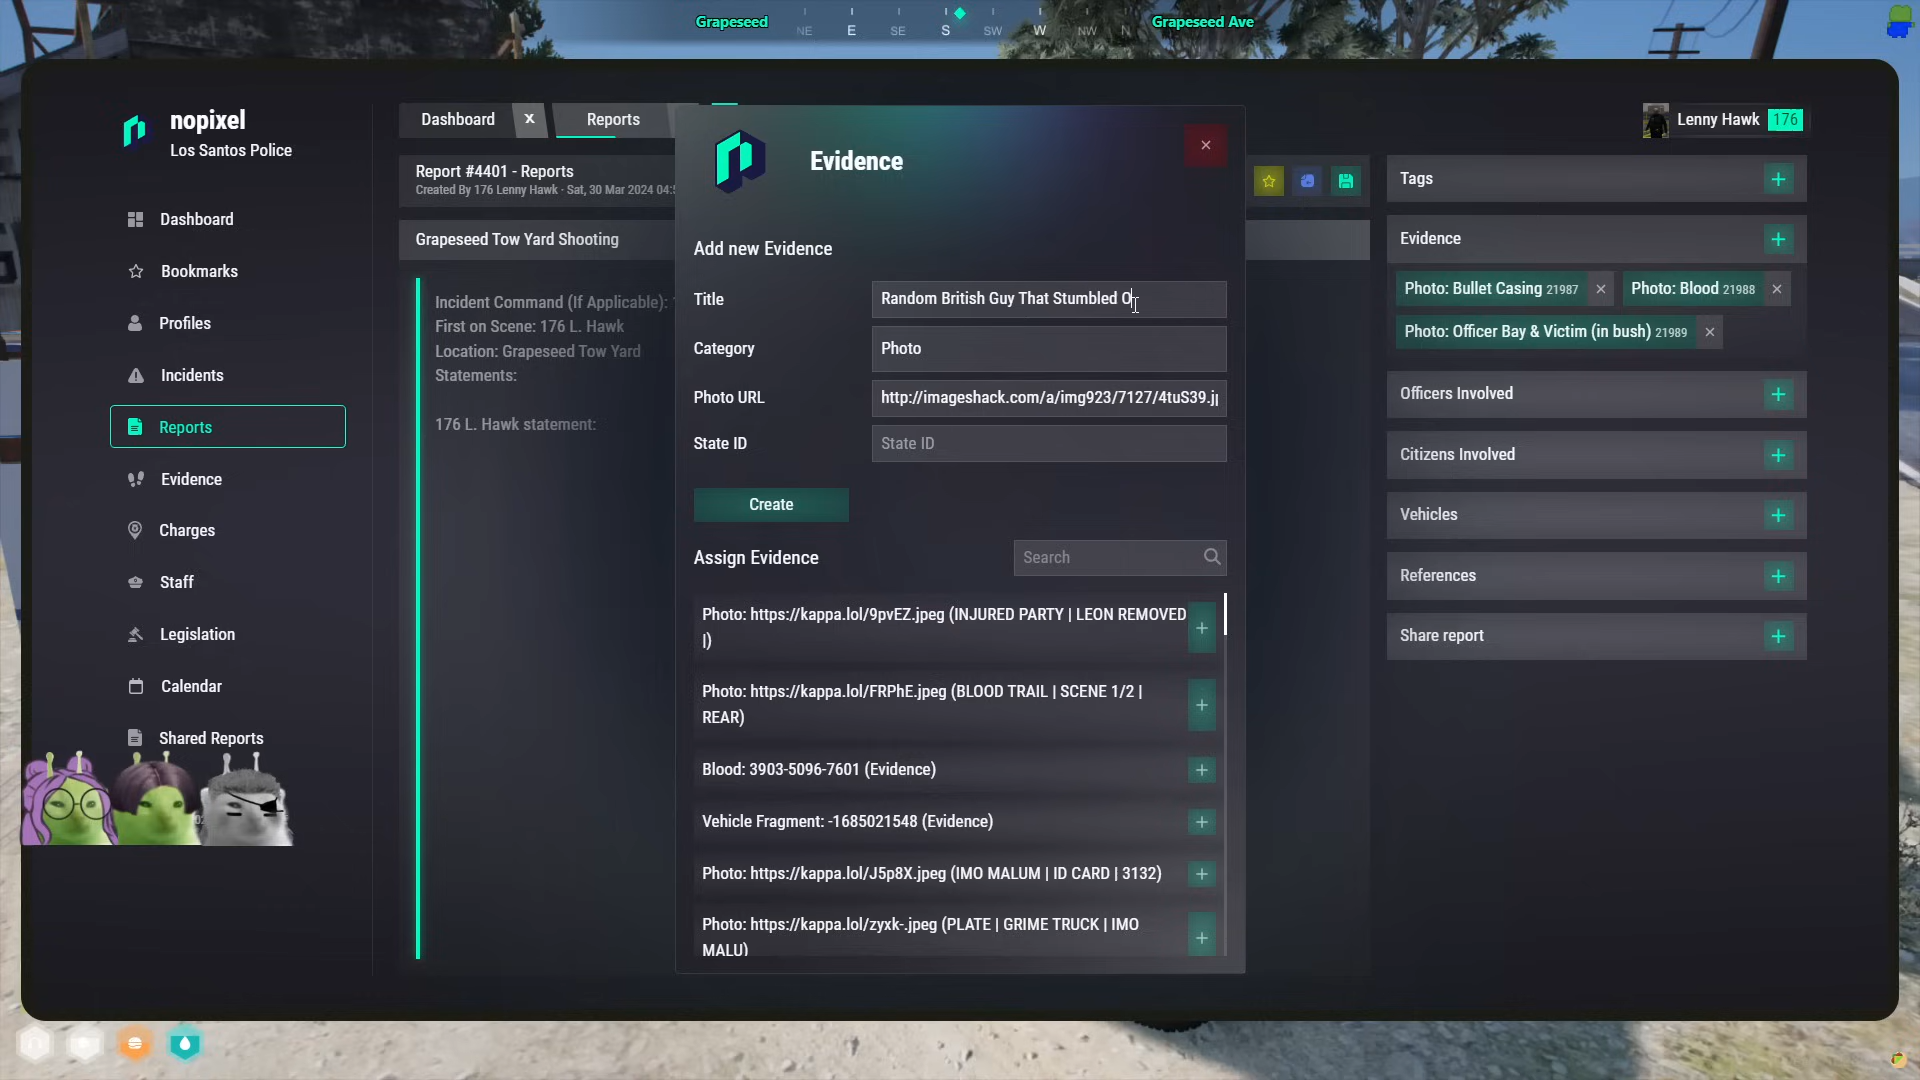 Grapeseed
NE E SE S SW W NW N
Grapeseed Ave
nopixel
Los Santos Police
Dashboard
Bookmarks
Profiles
Incidents
Reports
Evidence
Charges
Staff
Legislation
Calendar
Shared Reports
Dashboard x Reports
Report #4401 - Reports
Created By 176 Lenny Hawk · Sat, 30 Mar 2024 04:
Grapeseed Tow Yard Shooting
Incident Command (If Applicable):
First on Scene: 176 L. Hawk
Location: Grapeseed Tow Yard
Statements:
176 L. Hawk statement:
Evidence
×
Add new Evidence
Title Random British Guy That Stumbled O
Category Photo
Photo URL http://imageshack.com/a/img923/7127/4tuS39.j
State ID State ID
Create
Assign Evidence Search
Photo: https://kappa.lol/9pvEZ.jpeg (INJURED PARTY | LEON REMOVED
|) +
Photo: https://kappa.lol/FRPhE.jpeg (BLOOD TRAIL | SCENE 1/2 |
REAR) +
Blood: 3903-5096-7601 (Evidence) +
Vehicle Fragment: -1685021548 (Evidence) +
Photo: https://kappa.lol/J5p8X.jpeg (IMO MALUM | ID CARD | 3132) +
Photo: https://kappa.lol/zyxk-.jpeg (PLATE | GRIME TRUCK | IMO
MALU) +
Lenny Hawk 176
Tags +
Evidence +
Photo: Bullet Casing 21987 × Photo: Blood 21988 ×
Photo: Officer Bay & Victim (in bush) 21989 ×
Officers Involved +
Citizens Involved +
Vehicles +
References +
Share report +